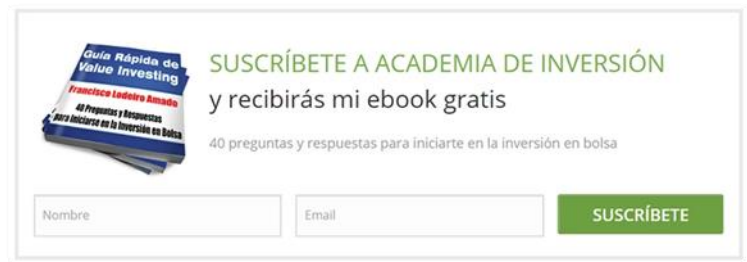 Guía Rápida de
Value Investing
Francisco Lodeiro Amado
40 Preguntas y Respuestas
para Iniciarse en la Inversión en Bolsa
SUSCRÍBETE A ACADEMIA DE INVERSIÓN
y recibirás mi ebook gratis
40 preguntas y respuestas para iniciarte en la inversión en bolsa
Nombre
Email
SUSCRÍBETE